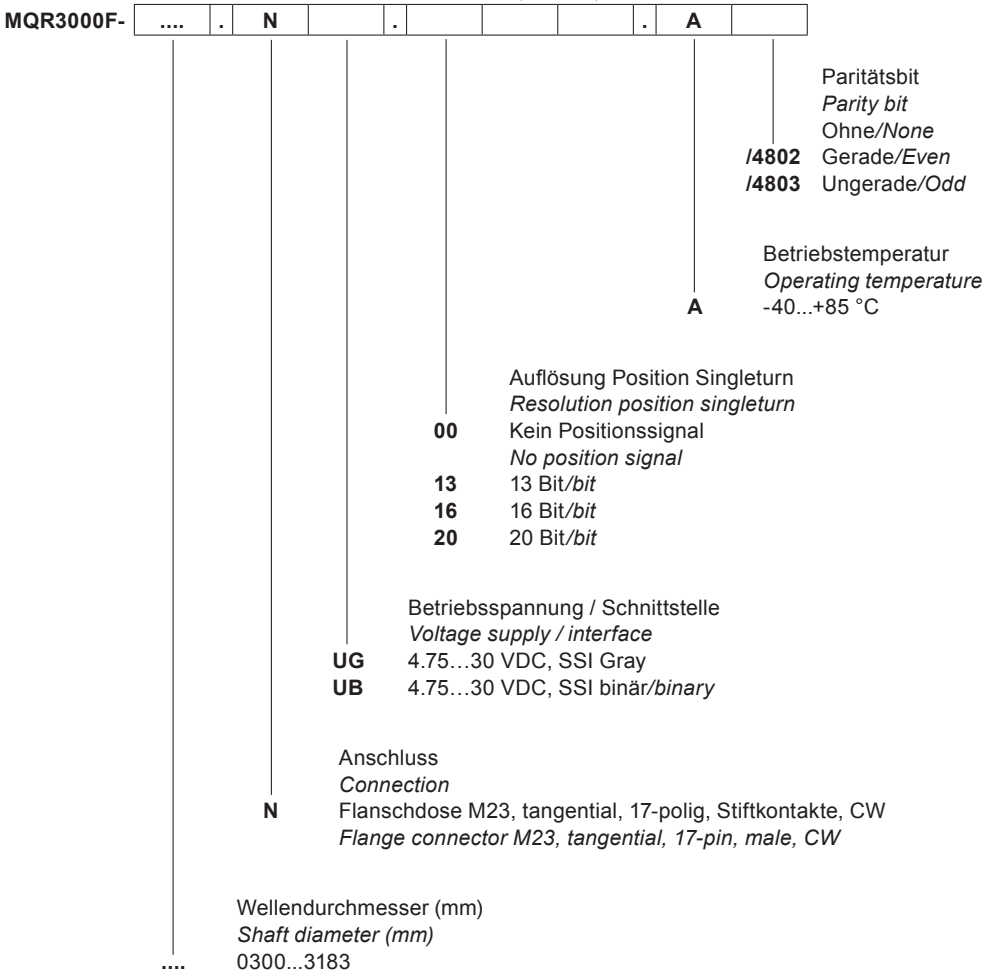 MQR3000F- .... . N . . A
Paritätsbit
Parity bit
Ohne/None
/4802 Gerade/Even
/4803 Ungerade/Odd
Betriebstemperatur
Operating temperature
A -40...+85 °C
Auflösung Position Singleturn
Resolution position singleturn
00 Kein Positionssignal
No position signal
13 13 Bit/bit
16 16 Bit/bit
20 20 Bit/bit
Betriebsspannung / Schnittstelle
Voltage supply / interface
UG 4.75…30 VDC, SSI Gray
UB 4.75…30 VDC, SSI binär/binary
Anschluss
Connection
N Flanschdose M23, tangential, 17-polig, Stiftkontakte, CW
Flange connector M23, tangential, 17-pin, male, CW
Wellendurchmesser (mm)
Shaft diameter (mm)
.... 0300...3183